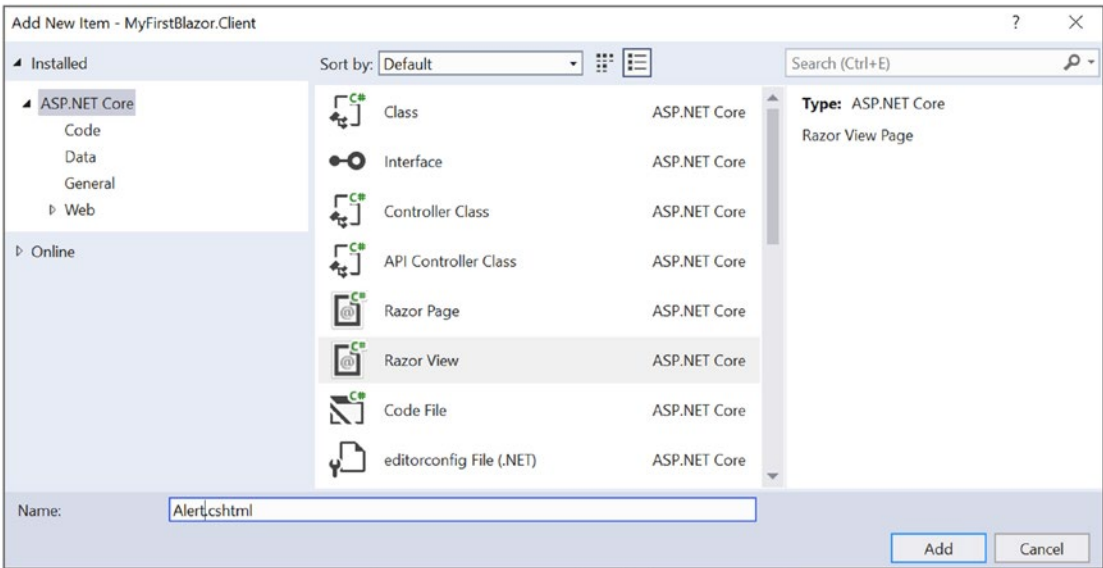 Add New Item - MyFirstBlazor.Client ? ×
Installed
Sort by: Default
Search (Ctrl+E)
ASP.NET Core
Code
Data
General
Web
Online
C# Class ASP.NET Core
Interface ASP.NET Core
C# Controller Class ASP.NET Core
C# API Controller Class ASP.NET Core
C# @ Razor Page ASP.NET Core
C# @ Razor View ASP.NET Core
C# Code File ASP.NET Core
editorconfig File (.NET) ASP.NET Core
Type: ASP.NET Core
Razor View Page
Name: Alert.cshtml
Add Cancel